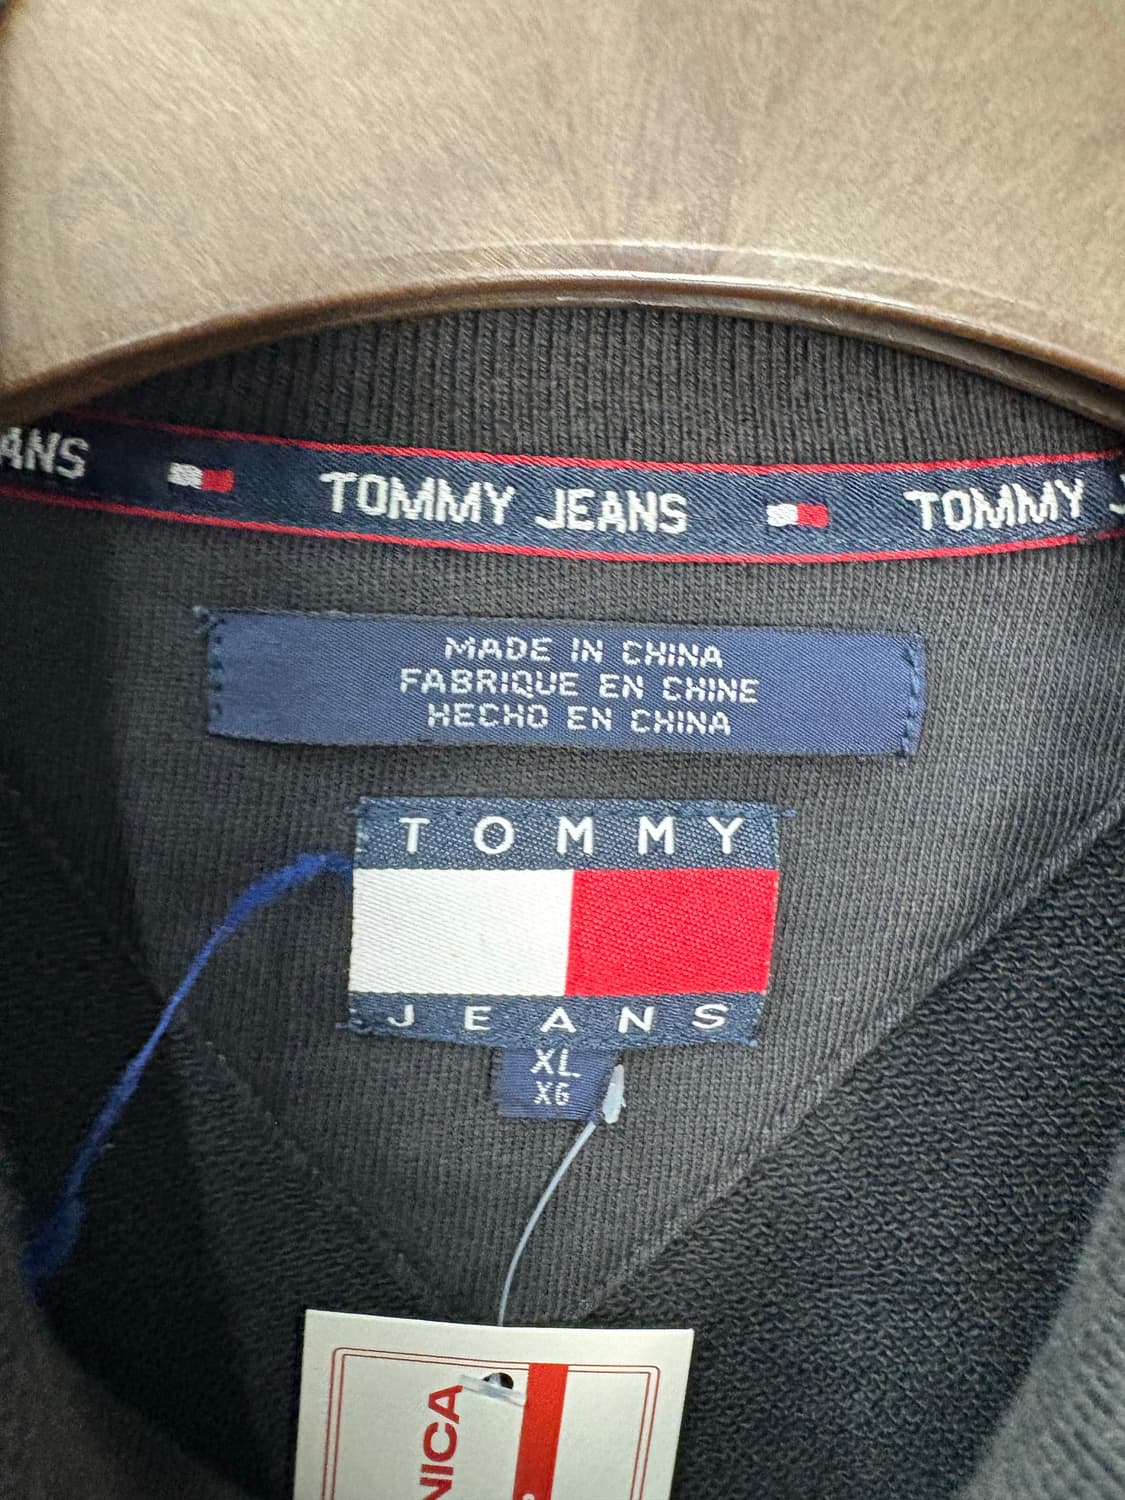 ANS TOMMY JEANS TOMMY J
MADE IN CHINA
FABRIQUE EN CHINE
HECHO EN CHINA
TOMMY
JEANS
XL
XG
NICA